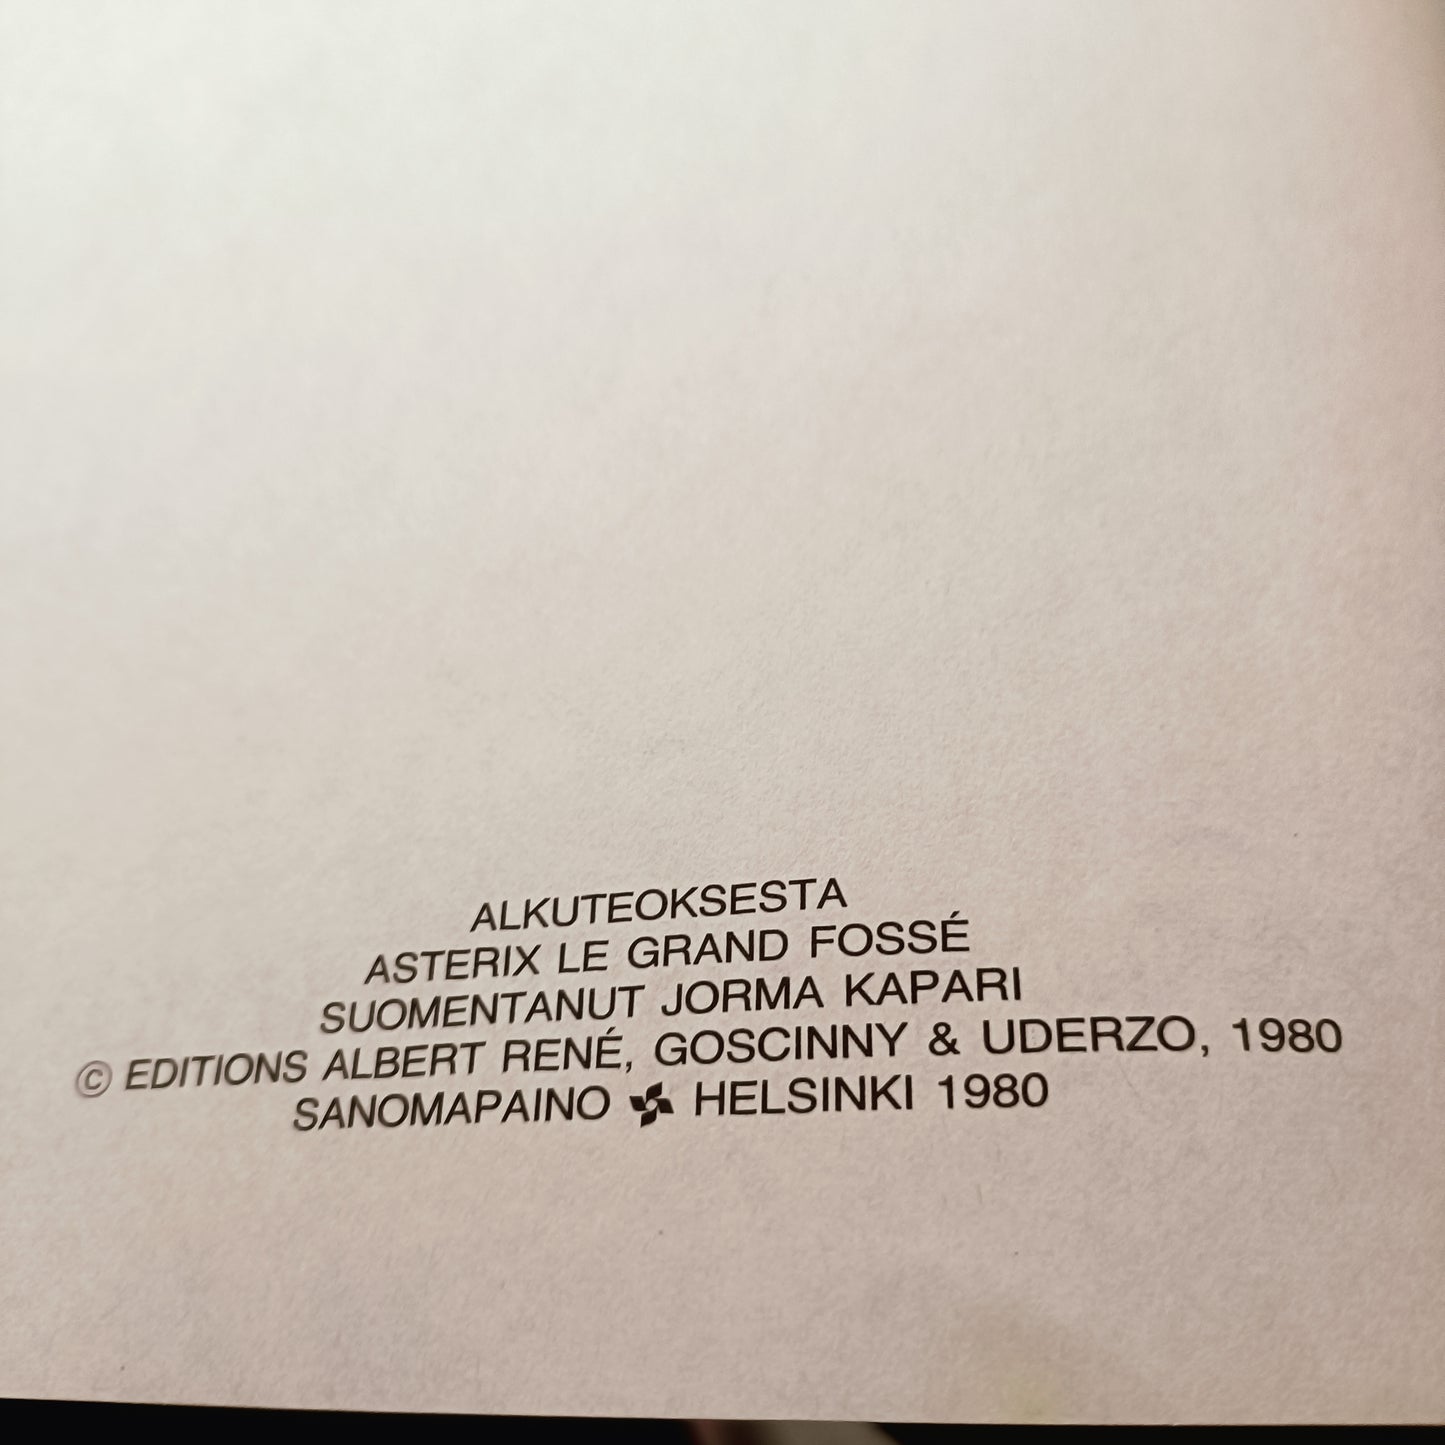 ALKUTEOKSESTA
ASTERIX LE GRAND FOSSÉ
SUOMENTANUT JORMA KAPARI
© EDITIONS ALBERT RENÉ, GOSCINNY & UDERZO, 1980
SANOMAPAINO HELSINKI 1980